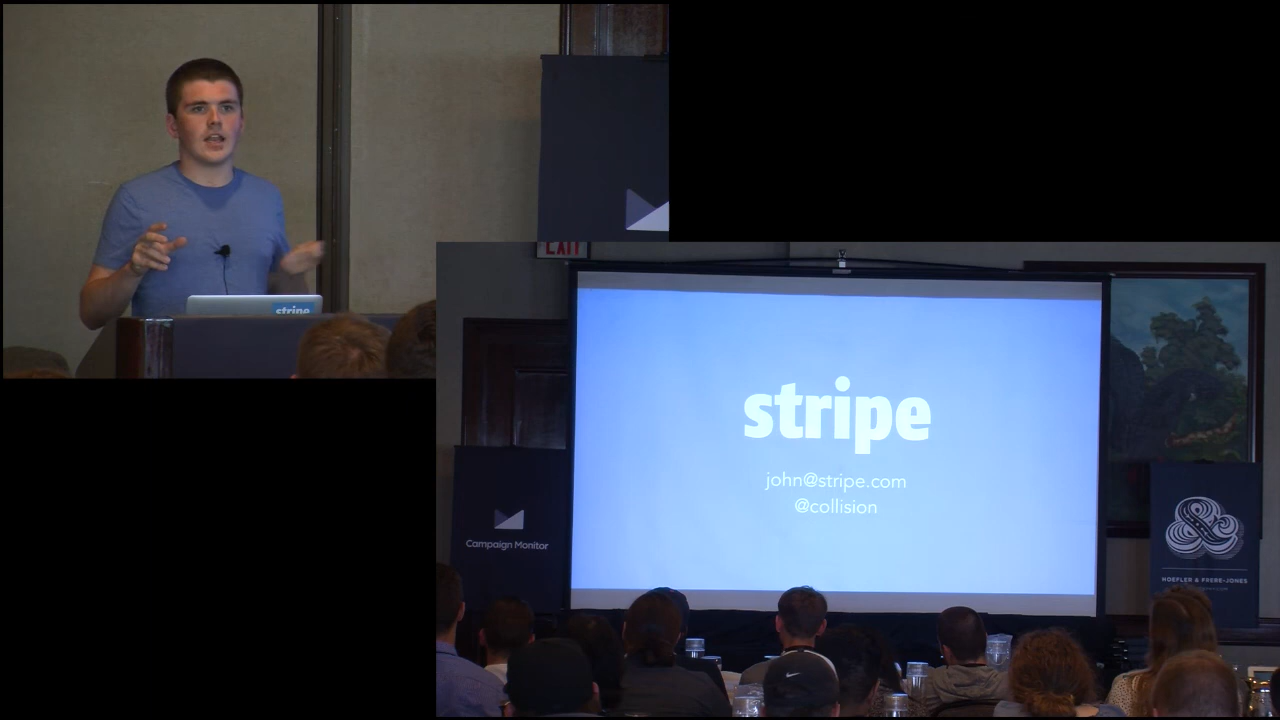 stripe
EXIT
stripe
john@stripe.com
@collision
Campaign Monitor
HOEFLER & FRERE-JONES